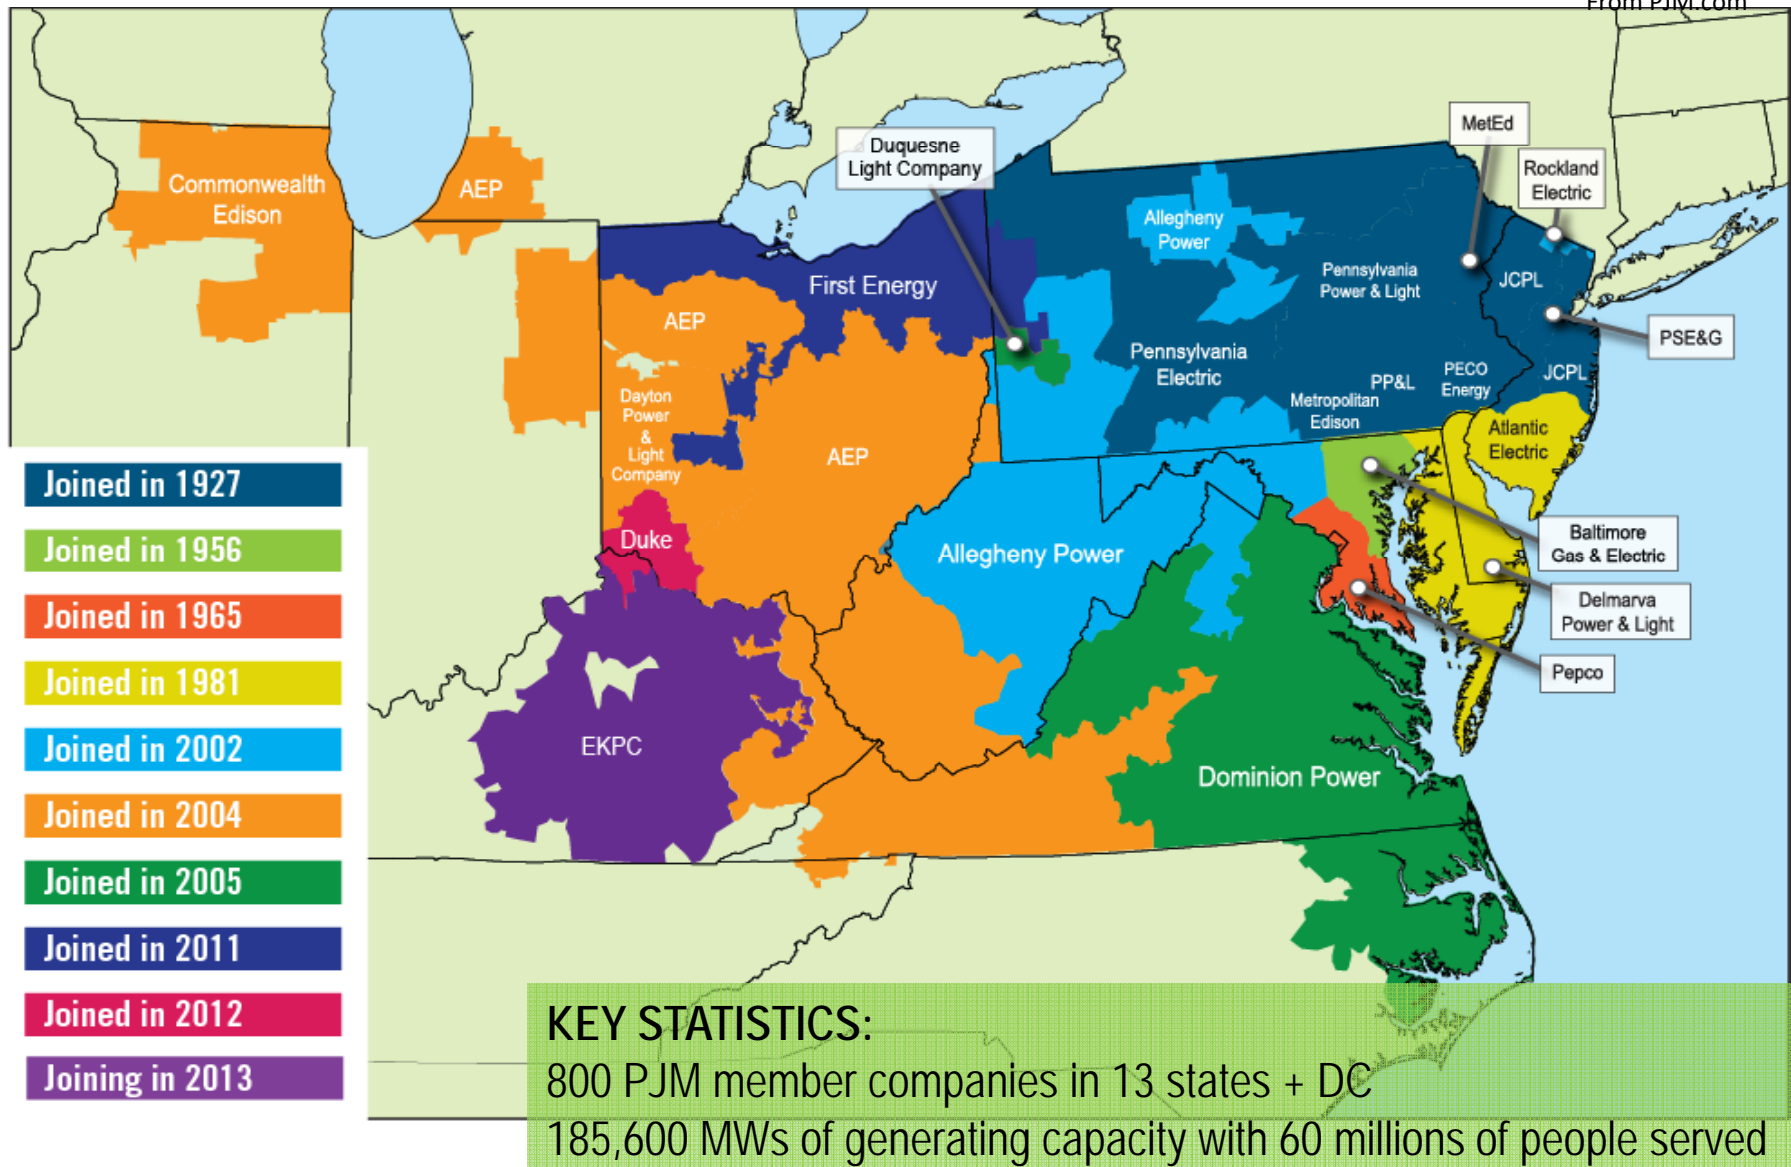 From PJM.com
MetEd
Duquesne
Light Company
Rockland
Electric
Commonwealth
Edison
AEP
Allegheny
Power
First Energy
Pennsylvania
Power & Light
JCPL
AEP
PSE&G
Pennsylvania
Electric
PP&L
PECO
Energy
JCPL
Metropolitan
Edison
Dayton
Power
&
Light
Company
AEP
Atlantic
Electric
Duke
Allegheny Power
Baltimore
Gas & Electric
Delmarva
Power & Light
Pepco
EKPC
Dominion Power
Joined in 1927
Joined in 1956
Joined in 1965
Joined in 1981
Joined in 2002
Joined in 2004
Joined in 2005
Joined in 2011
Joined in 2012
Joining in 2013
KEY STATISTICS:
800 PJM member companies in 13 states + DC
185,600 MWs of generating capacity with 60 millions of people served